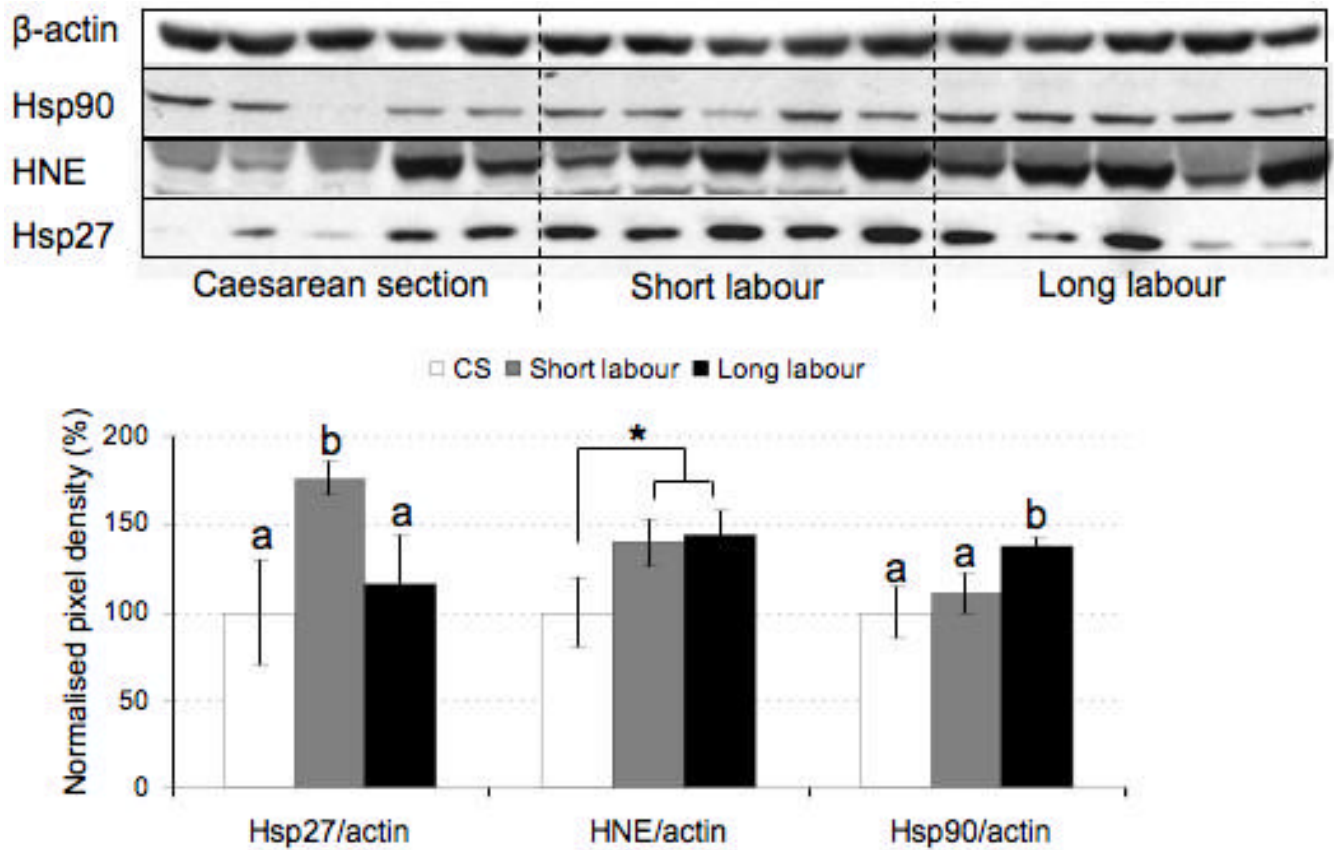 β-actin
Hsp90
HNE
Hsp27
Caesarean section Short labour Long labour
CS Short labour Long labour
Normalised pixel density (%)
200
150
100
50
0
a b a
*
a a b
Hsp27/actin HNE/actin Hsp90/actin